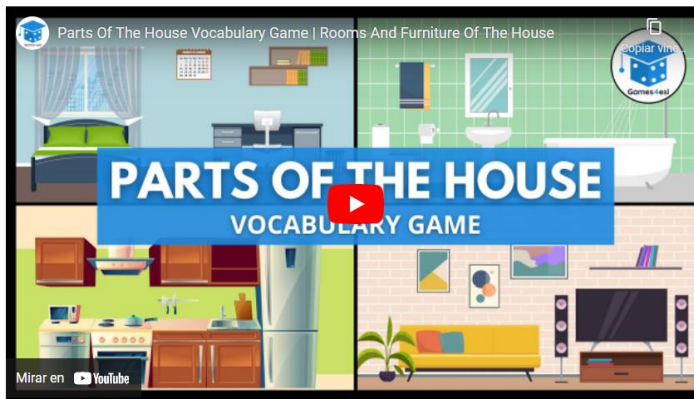 Parts Of The House Vocabulary Game | Rooms And Furniture Of The House
Copiar vínc...
Games4esl
PARTS OF THE HOUSE
VOCABULARY GAME
Mirar en YouTube